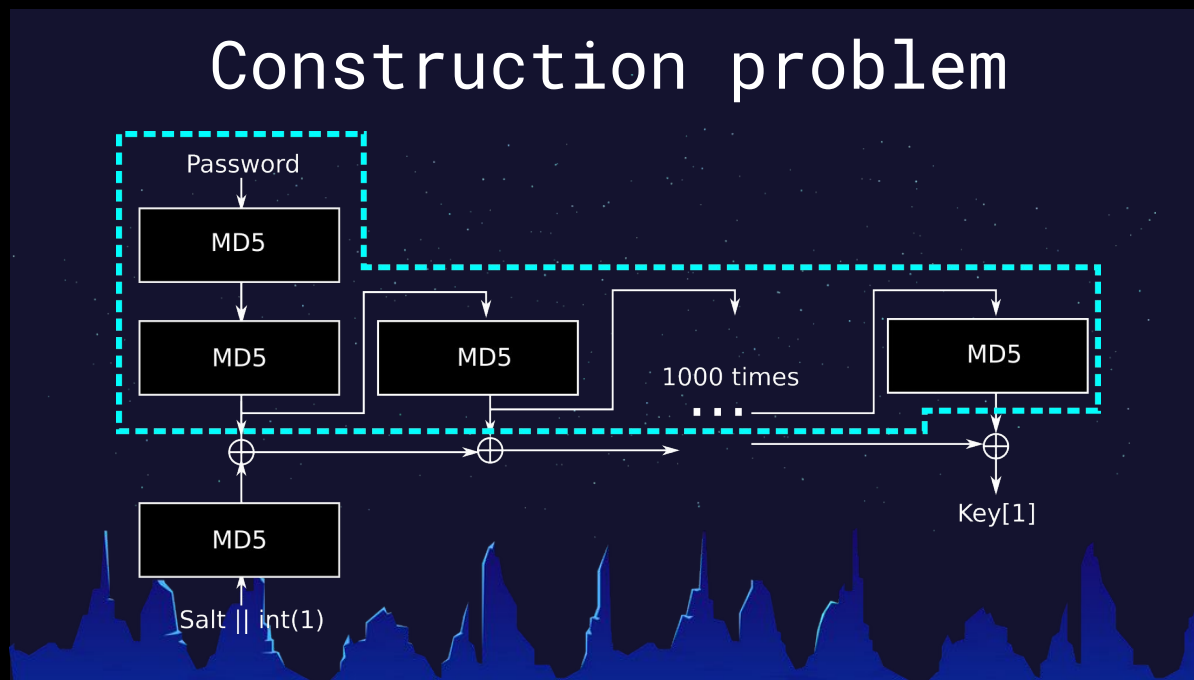 Construction problem
Password
MD5
MD5
MD5
MD5
1000 times
...
MD5
Salt || int(1)
Key[1]